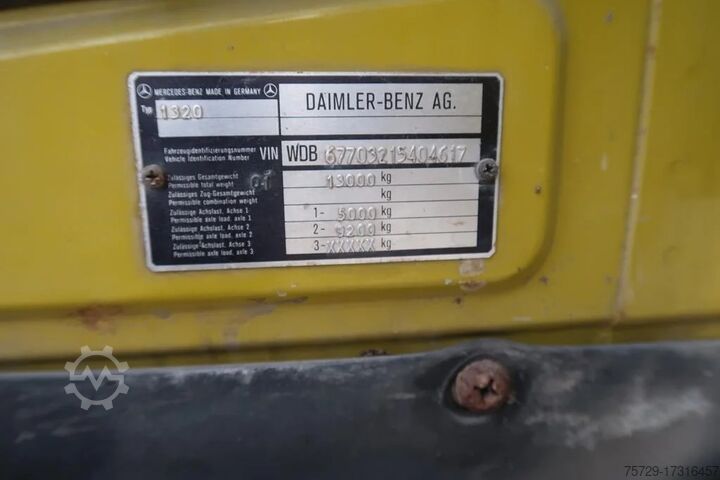 MERCEDES-BENZ MADE IN GERMANY
Typ 1320
DAIMLER-BENZ AG.
Fahrzeugidentifizierungsnummer
Vehicle Identification Number VIN WDB 67703215404617
Zulässiges Gesamtgewicht
Permissible total weight 13000 kg
Zulässiges Zug-Gesamtgewicht
Permissible combination weight kg
Zulässige Achslast, Achse 1
Permissible axle load, axle 1 1- 5000 kg
Zulässige Achslast, Achse 2
Permissible axle load, axle 2 2- 9200 kg
Zulässige Achslast, Achse 3
Permissible axle load, axle 3 3- XXXXX kg
75729-17316457